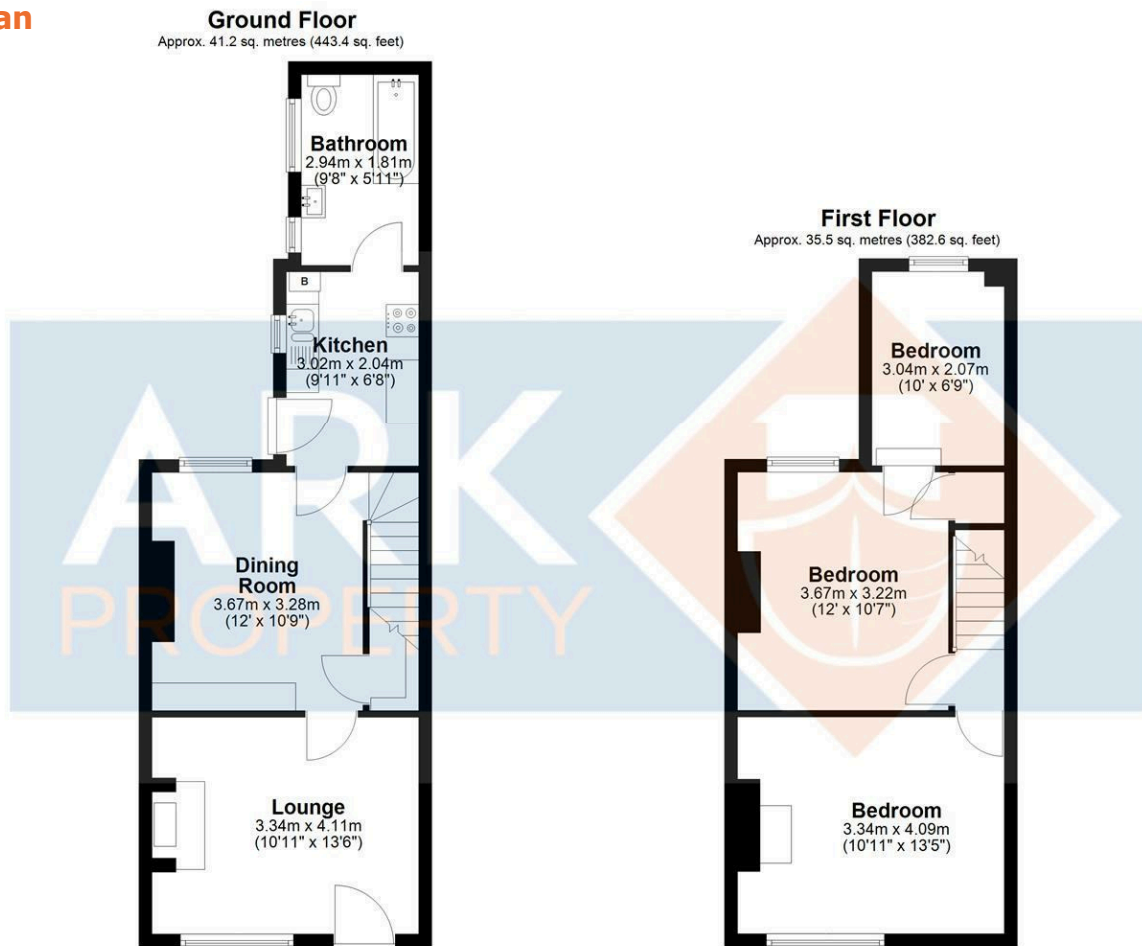 an
Ground Floor
Approx. 41.2 sq. metres (443.4 sq. feet)
Bathroom
2.94m x 1.81m
(9'8" x 5'11")
B
Kitchen
3.02m x 2.04m
(9'11" x 6'8")
Dining
Room
3.67m x 3.28m
(12' x 10'9")
Lounge
3.34m x 4.11m
(10'11" x 13'6")
First Floor
Approx. 35.5 sq. metres (382.6 sq. feet)
Bedroom
3.04m x 2.07m
(10' x 6'9")
Bedroom
3.67m x 3.22m
(12' x 10'7")
Bedroom
3.34m x 4.09m
(10'11" x 13'5")
ARK
PROPERTY